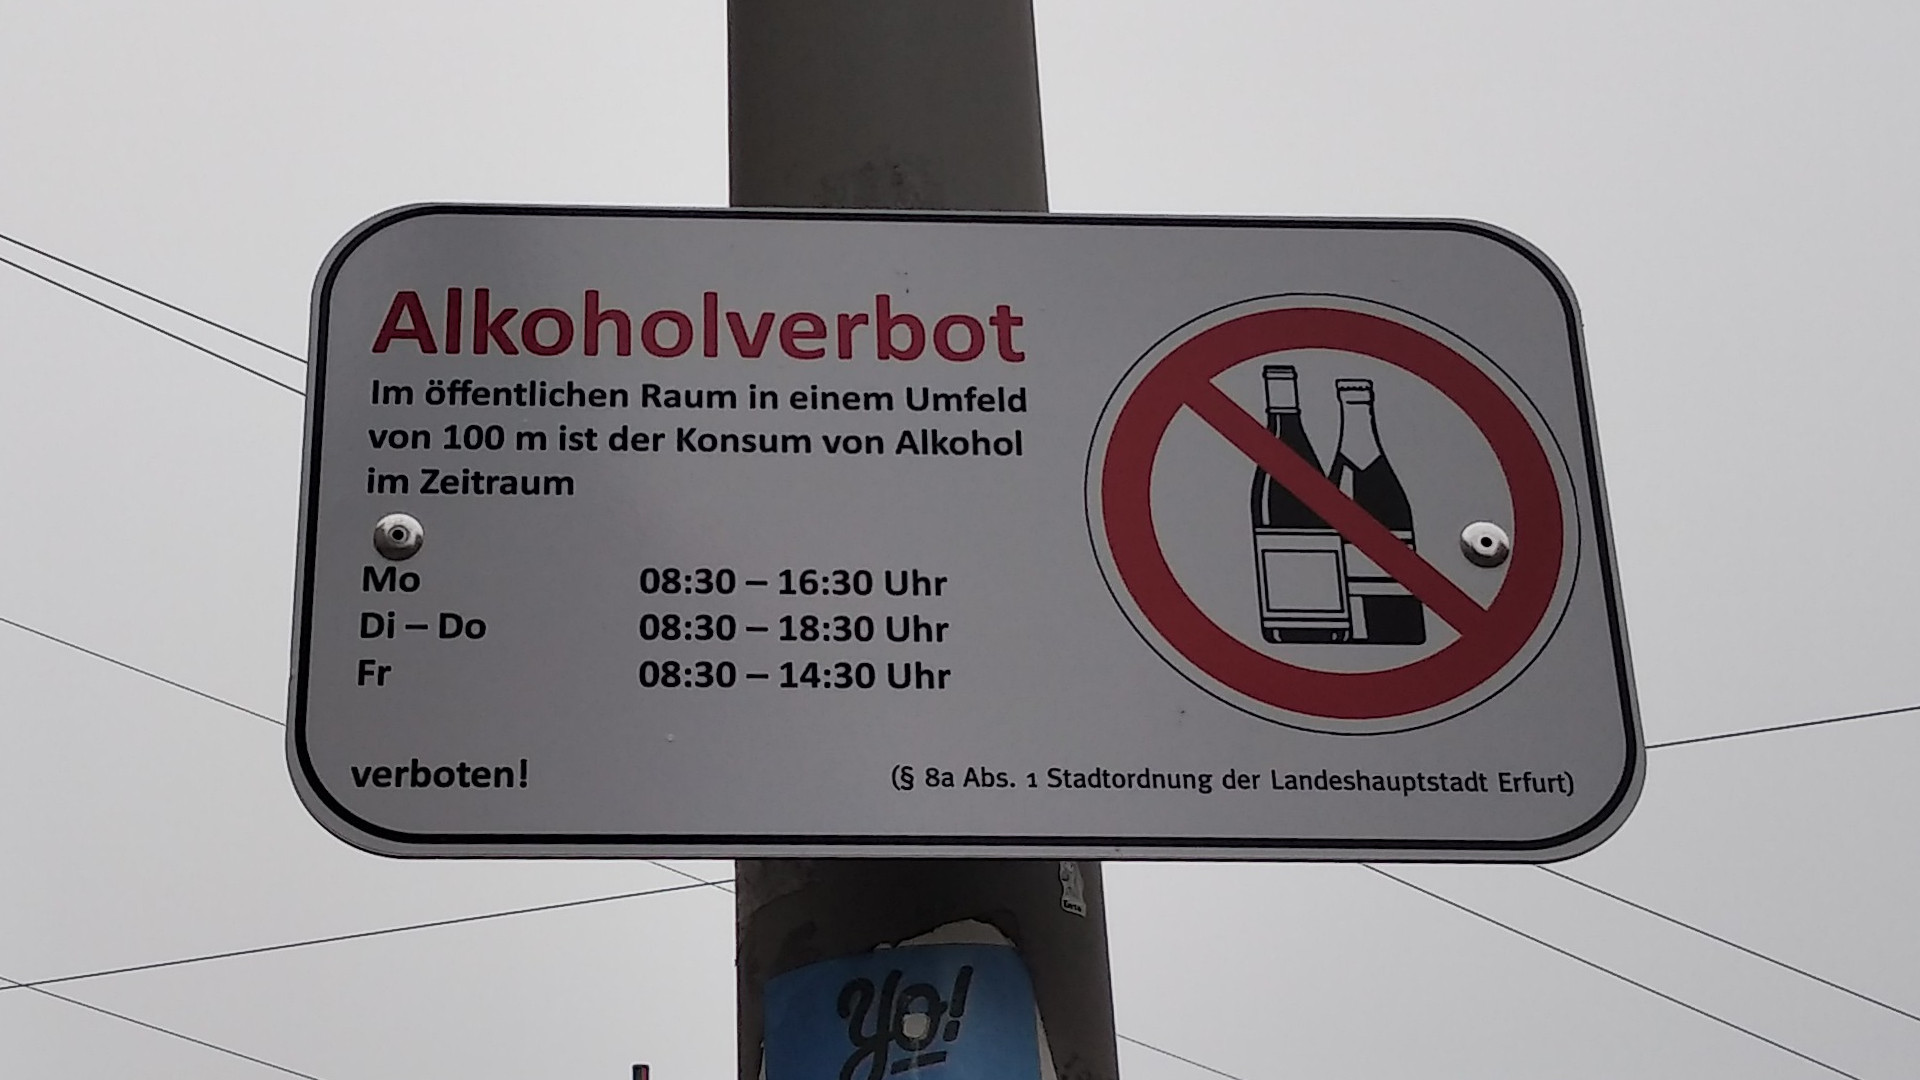 Alkoholverbot
Im öffentlichen Raum in einem Umfeld
von 100 m ist der Konsum von Alkohol
im Zeitraum
Mo 08:30 – 16:30 Uhr
Di – Do 08:30 – 18:30 Uhr
Fr 08:30 – 14:30 Uhr
verboten!
(§ 8a Abs. 1 Stadtordnung der Landeshauptstadt Erfurt)
Yo!